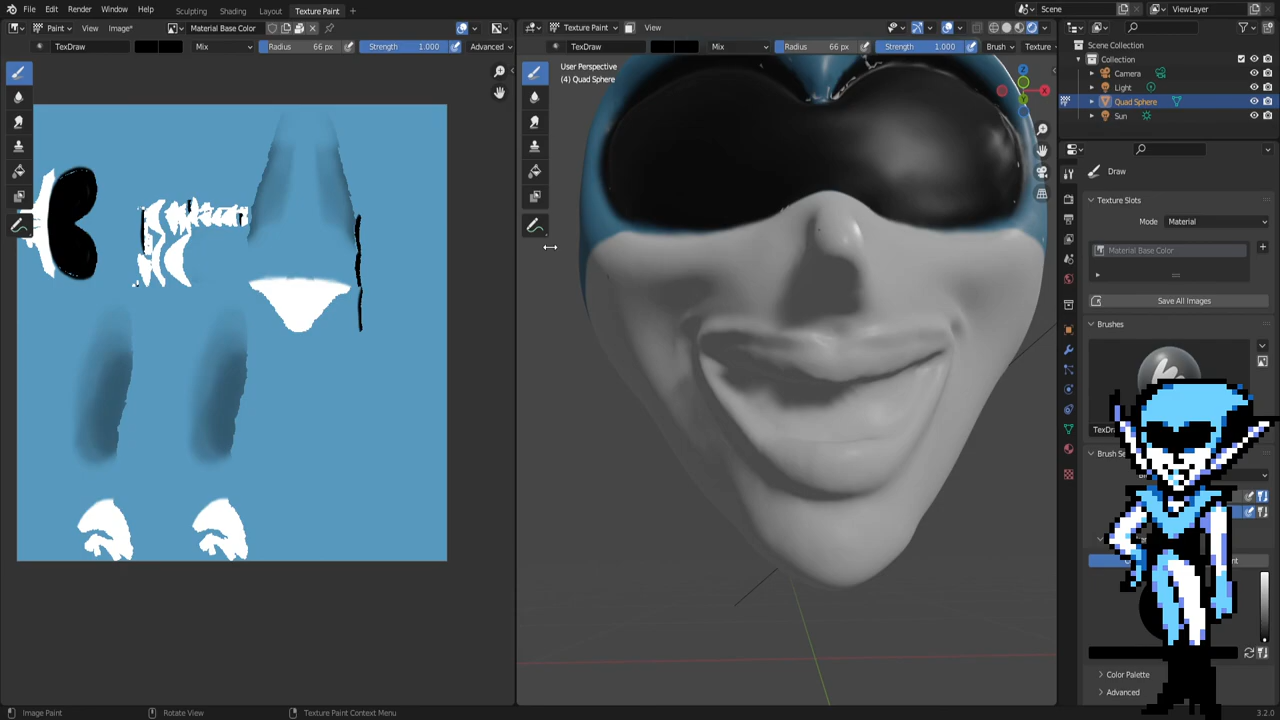 File Edit Render Window Help Sculpting Shading Layout Texture Paint Scene ViewLayer
Paint View Image* Material Base Color Texture Paint View
TexDraw Mix Radius 66 px Strength 1.000 Advanced
TexDraw Mix Radius 66 px Strength 1.000 Brush Texture
User Perspective
(4) Quad Sphere
Scene Collection
Collection
Camera
Light
Quad Sphere
Sun
Draw
Texture Slots
Mode Material
Material Base Color
Save All Images
Brushes
Color Palette
Advanced
Image Paint Rotate View Texture Paint Context Menu 3.2.0